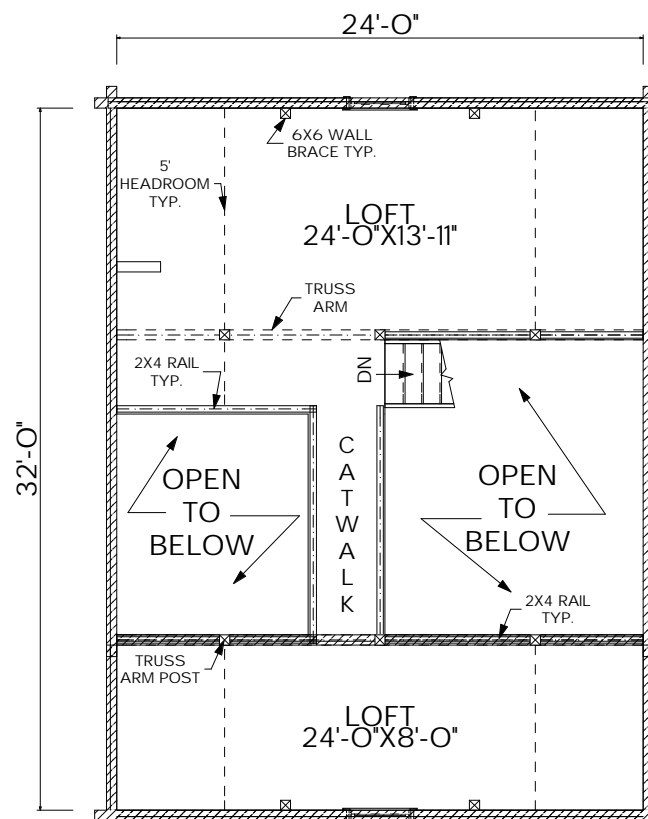 24'-0"
6X6 WALL
BRACE TYP.
5'
HEADROOM
TYP.
LOFT
24'-0"X13'-11"
TRUSS
ARM
2X4 RAIL
TYP.
DN
32'-0"
OPEN
TO
BELOW
CATWALK
OPEN
TO
BELOW
2X4 RAIL
TYP.
TRUSS
ARM POST
LOFT
24'-0"X8'-0"